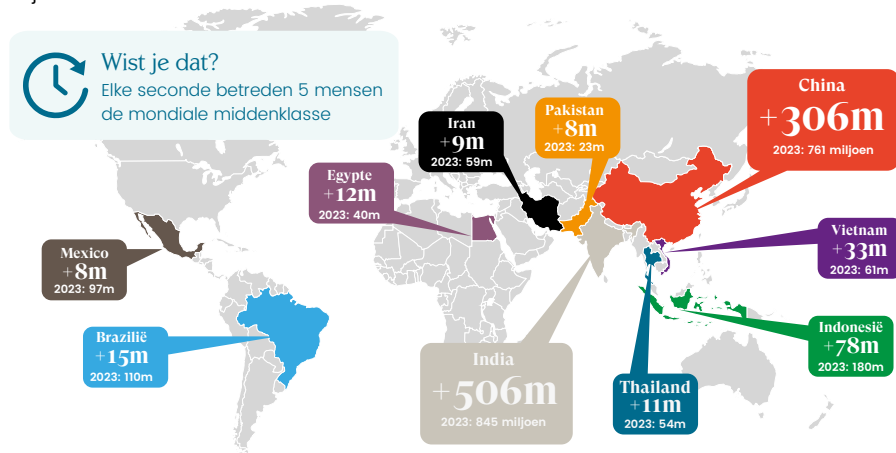 Wist je dat?
Elke seconde betreden 5 mensen
de mondiale middenklasse
China
+306m
2023: 761 miljoen
Pakistan
+8m
2023: 23m
Iran
+9m
2023: 59m
Egypte
+12m
2023: 40m
Vietnam
+33m
2023: 61m
Mexico
+8m
2023: 97m
Brazilië
+15m
2023: 110m
India
+506m
2023: 845 miljoen
Thailand
+11m
2023: 54m
Indonesië
+78m
2023: 180m